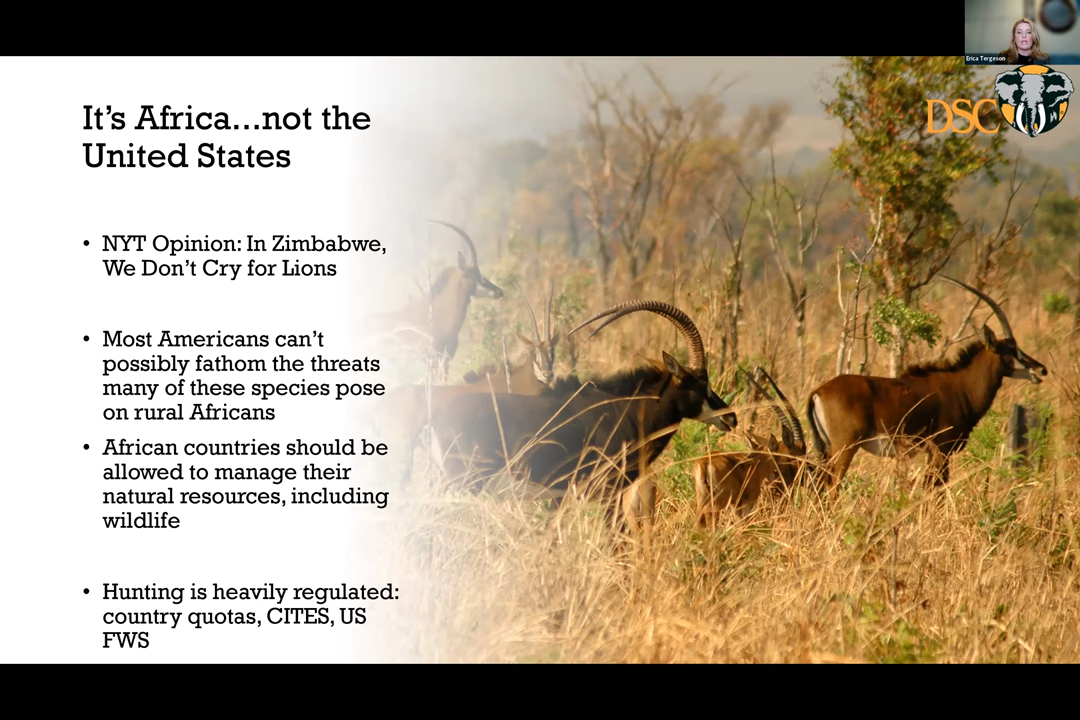 Erica Tergeson
DSC
It's Africa...not the
United States
• NYT Opinion: In Zimbabwe,
We Don't Cry for Lions
• Most Americans can't
possibly fathom the threats
many of these species pose
on rural Africans
• African countries should be
allowed to manage their
natural resources, including
wildlife
• Hunting is heavily regulated:
country quotas, CITES, US
FWS